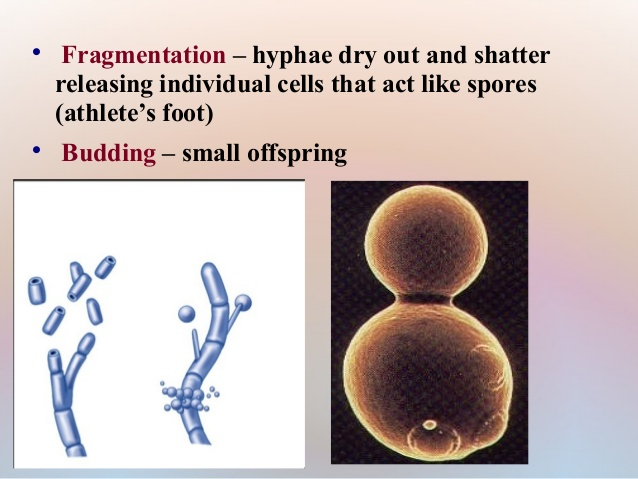 • Fragmentation – hyphae dry out and shatter
releasing individual cells that act like spores
(athlete’s foot)
• Budding – small offspring